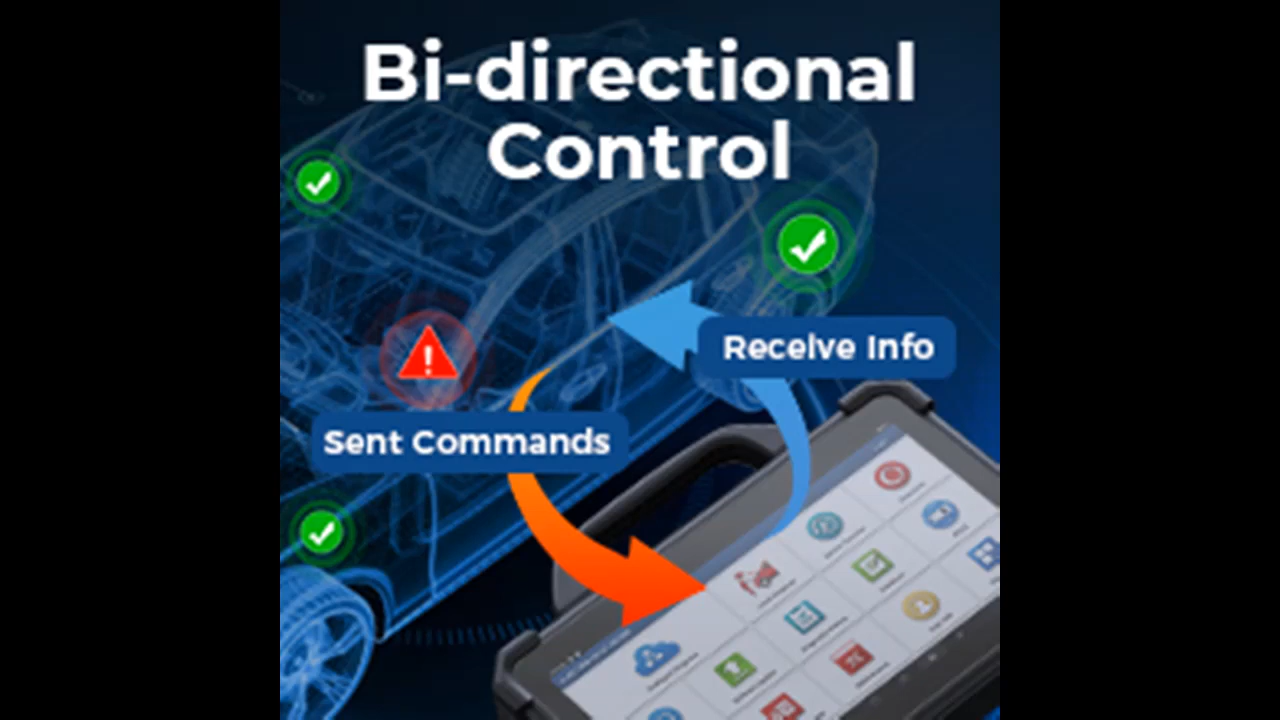 Bi-directional
Control
Receive Info
Sent Commands